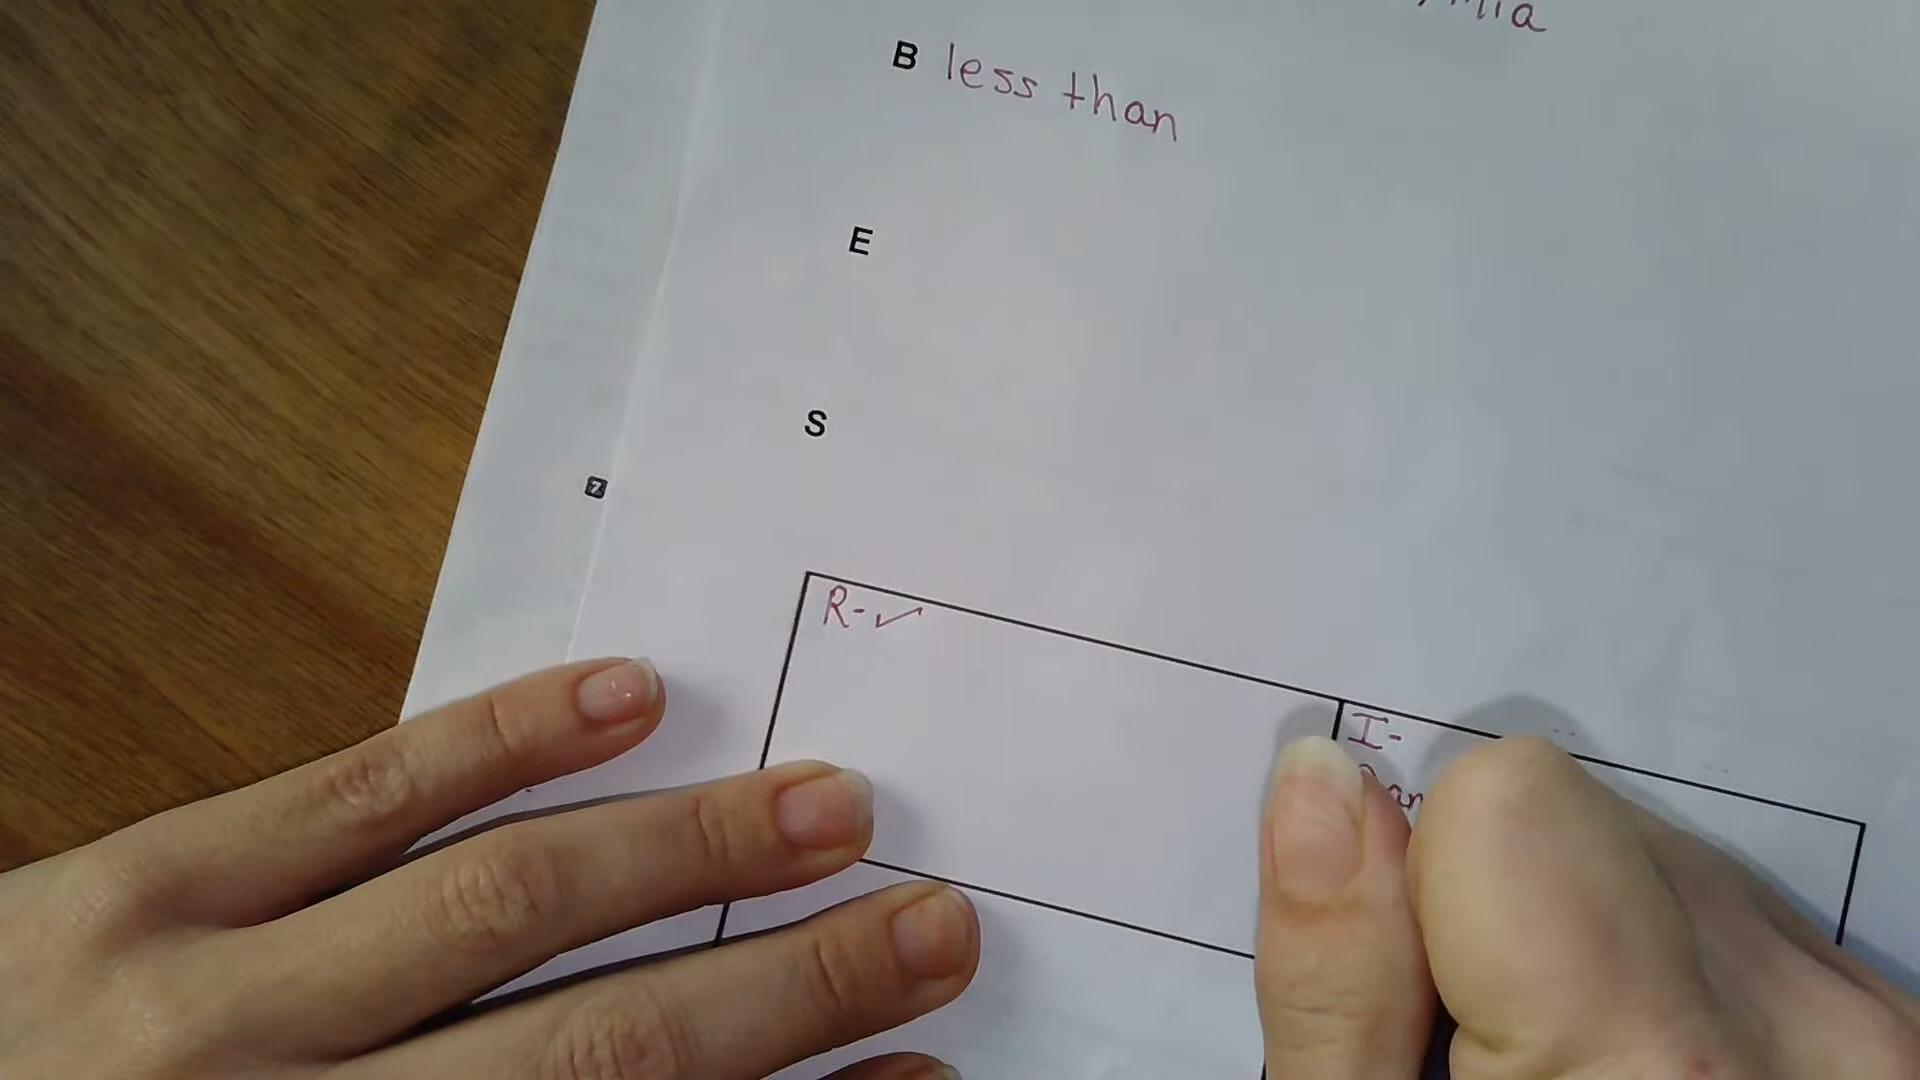 B less than
E
S
7
R-✓
I-